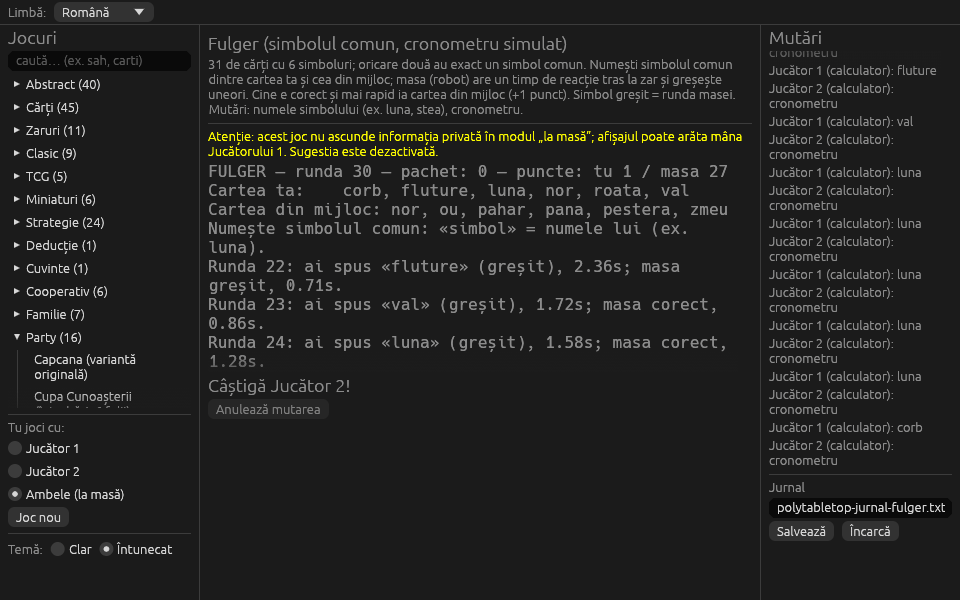 Limbă: Română
Jocuri
caută… (ex. sah, carti)
Abstract (40)
Cărți (45)
Zaruri (11)
Clasic (9)
TCG (5)
Miniaturi (6)
Strategie (24)
Deducție (1)
Cuvinte (1)
Cooperativ (6)
Familie (7)
Party (16)
Capcana (variantă
originală)
Cupa Cunoașterii
Tu joci cu:
Jucător 1
Jucător 2
Ambele (la masă)
Joc nou
Temă: Clar Întunecat
Fulger (simbolul comun, cronometru simulat)
31 de cărți cu 6 simboluri; oricare două au exact un simbol comun. Numești simbolul comun
dintre cartea ta și cea din mijloc; masa (robot) are un timp de reacție tras la zar și greșește
uneori. Cine e corect și mai rapid ia cartea din mijloc (+1 punct). Simbol greșit = runda masei.
Mutări: numele simbolului (ex. luna, stea), cronometru.
Atenție: acest joc nu ascunde informația privată în modul „la masă”; afișajul poate arăta mâna
Jucătorului 1. Sugestia este dezactivată.
FULGER — runda 30 — pachet: 0 — puncte: tu 1 / masa 27
Cartea ta: corb, fluture, luna, nor, roata, val
Cartea din mijloc: nor, ou, pahar, pana, pestera, zmeu
Numește simbolul comun: «simbol» = numele lui (ex.
luna).
Runda 22: ai spus «fluture» (greșit), 2.36s; masa
greșit, 0.71s.
Runda 23: ai spus «val» (greșit), 1.72s; masa corect,
0.86s.
Runda 24: ai spus «luna» (greșit), 1.58s; masa corect,
1.28s.
Câștigă Jucător 2!
Anulează mutarea
Mutări
cronometru
Jucător 1 (calculator): fluture
Jucător 2 (calculator):
cronometru
Jucător 1 (calculator): val
Jucător 2 (calculator):
cronometru
Jucător 1 (calculator): luna
Jucător 2 (calculator):
cronometru
Jucător 1 (calculator): luna
Jucător 2 (calculator):
cronometru
Jucător 1 (calculator): luna
Jucător 2 (calculator):
cronometru
Jucător 1 (calculator): luna
Jucător 2 (calculator):
cronometru
Jucător 1 (calculator): luna
Jucător 2 (calculator):
cronometru
Jucător 1 (calculator): corb
Jucător 2 (calculator):
cronometru
Jurnal
polytabletop-jurnal-fulger.txt
Salvează Încarcă